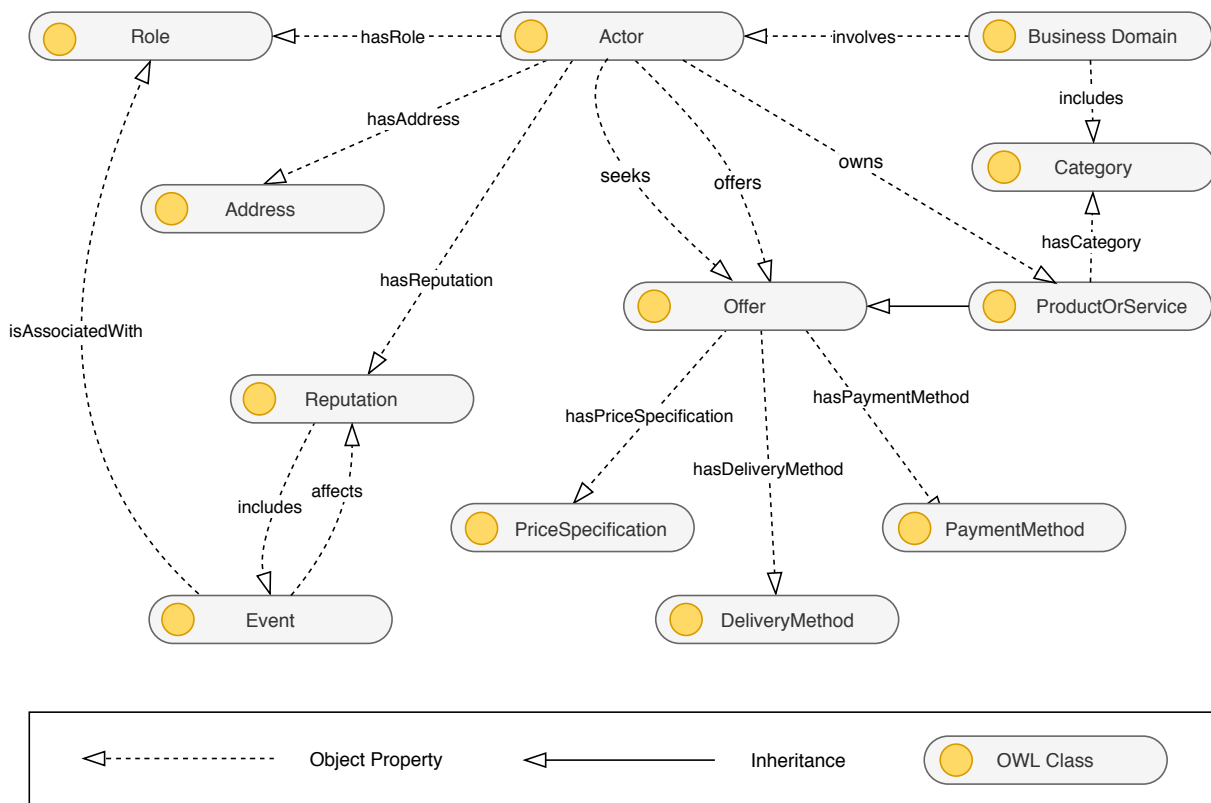 Role
hasRole
Actor
involves
Business Domain
includes
hasAddress
Category
owns
seeks
offers
Address
hasCategory
hasReputation
Offer
ProductOrService
isAssociatedWith
Reputation
hasPaymentMethod
hasPriceSpecification
hasDeliveryMethod
affects
includes
PriceSpecification
PaymentMethod
Event
DeliveryMethod
Object Property
Inheritance
OWL Class